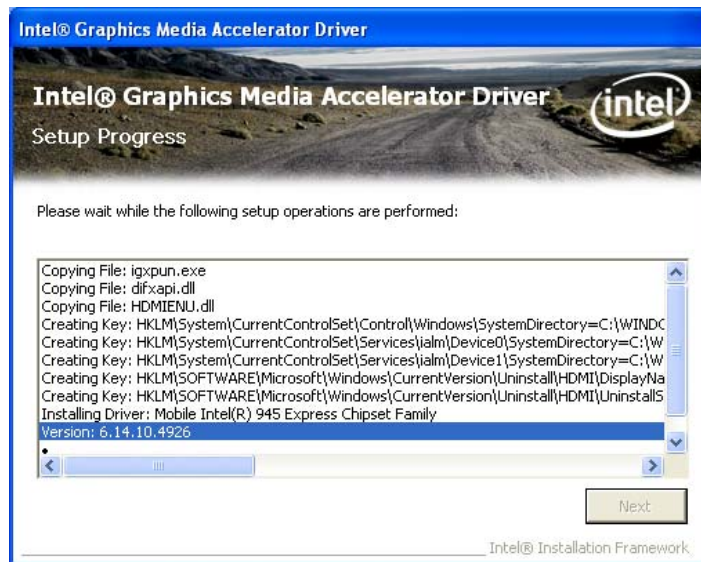 Intel® Graphics Media Accelerator Driver
Intel® Graphics Media Accelerator Driver
intel
Setup Progress
Please wait while the following setup operations are performed:
Copying File: igxpun.exe
Copying File: difxapi.dll
Copying File: HDMIENU.dll
Creating Key: HKLM\System\CurrentControlSet\Control\Windows\SystemDirectory=C:\WINDO
Creating Key: HKLM\System\CurrentControlSet\Services\ialm\Device0\SystemDirectory=C:\W
Creating Key: HKLM\System\CurrentControlSet\Services\ialm\Device1\SystemDirectory=C:\W
Creating Key: HKLM\SOFTWARE\Microsoft\Windows\CurrentVersion\Uninstall\HDMI\DisplayNa
Creating Key: HKLM\SOFTWARE\Microsoft\Windows\CurrentVersion\Uninstall\HDMI\UninstallS
Installing Driver: Mobile Intel(R) 945 Express Chipset Family
Version: 6.14.10.4926
Next
Intel® Installation Framework